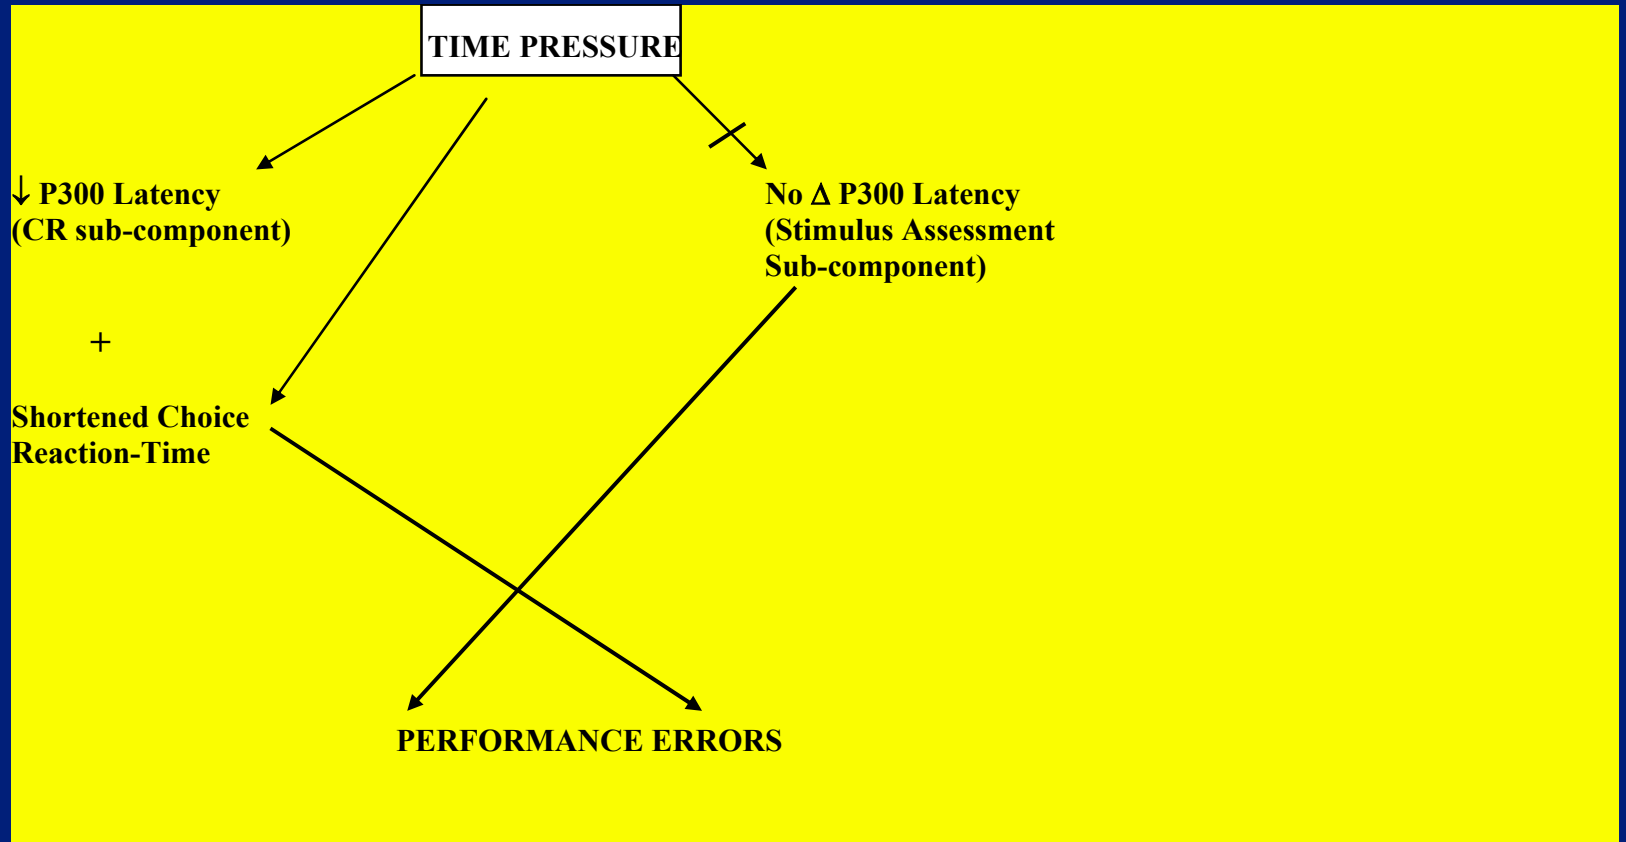 TIME PRESSURE
↓ P300 Latency
(CR sub-component)
No Δ P300 Latency
(Stimulus Assessment
Sub-component)
+
Shortened Choice
Reaction-Time
PERFORMANCE ERRORS